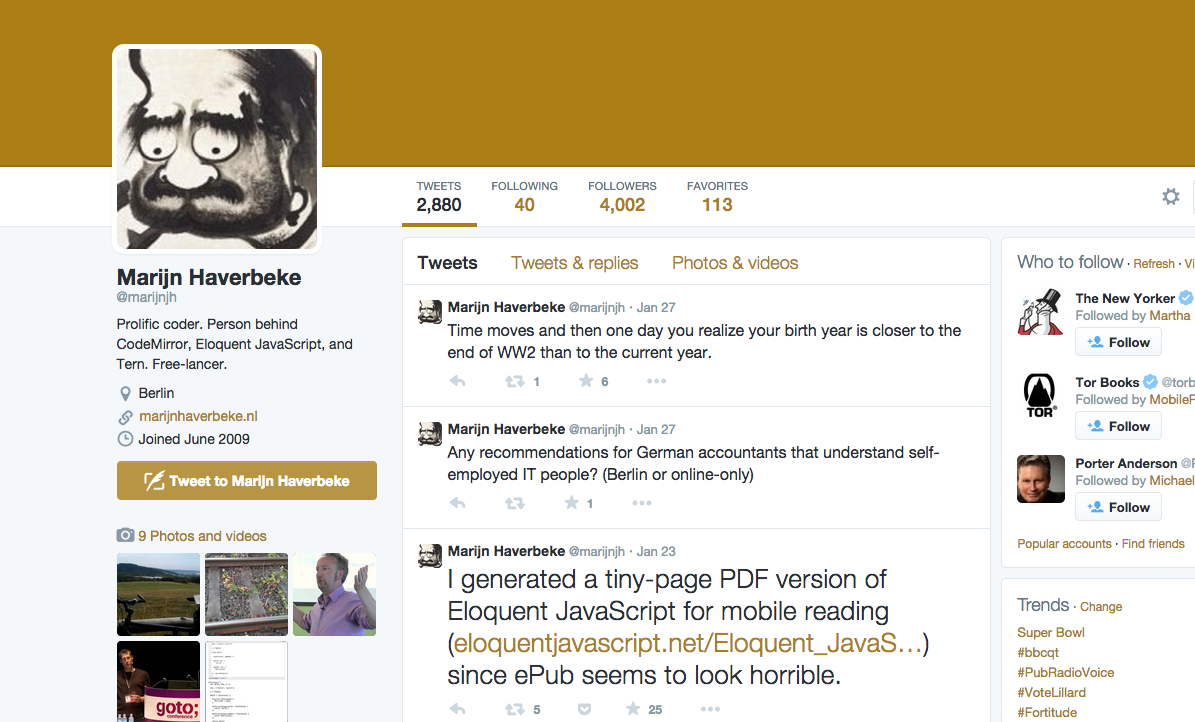 TWEETS
2,880
FOLLOWING
40
FOLLOWERS
4,002
FAVORITES
113
Marijn Haverbeke
@marijnjh
Prolific coder. Person behind
CodeMirror, Eloquent JavaScript, and
Tern. Free-lancer.
Berlin
marijnhaverbeke.nl
Joined June 2009
Tweet to Marijn Haverbeke
9 Photos and videos
goto;
conference
Tweets
Tweets & replies
Photos & videos
Marijn Haverbeke @marijnjh · Jan 27
Time moves and then one day you realize your birth year is closer to the
end of WW2 than to the current year.
1
6
Marijn Haverbeke @marijnjh · Jan 27
Any recommendations for German accountants that understand self-
employed IT people? (Berlin or online-only)
1
Marijn Haverbeke @marijnjh · Jan 23
I generated a tiny-page PDF version of
Eloquent JavaScript for mobile reading
(eloquentjavascript.net/Eloquent_JavaS…)
since ePub seems to look horrible.
5
25
Who to follow · Refresh · Vi
The New Yorker
Followed by Martha
Follow
Tor Books @torb
TOR
Followed by MobileP
Follow
Porter Anderson @P
Followed by Michael
Follow
Popular accounts · Find friends
Trends · Change
Super Bowl
#bbcqt
#PubRadioVoice
#VoteLillard
#Fortitude